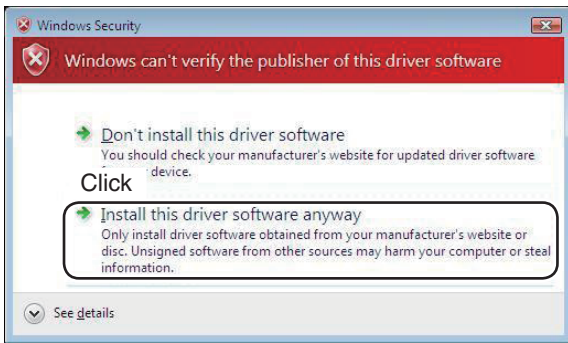 Windows Security
Windows can't verify the publisher of this driver software
Don't install this driver software
You should check your manufacturer's website for updated driver software
device.
Click
Install this driver software anyway
Only install driver software obtained from your manufacturer's website or
disc. Unsigned software from other sources may harm your computer or steal
information.
See details